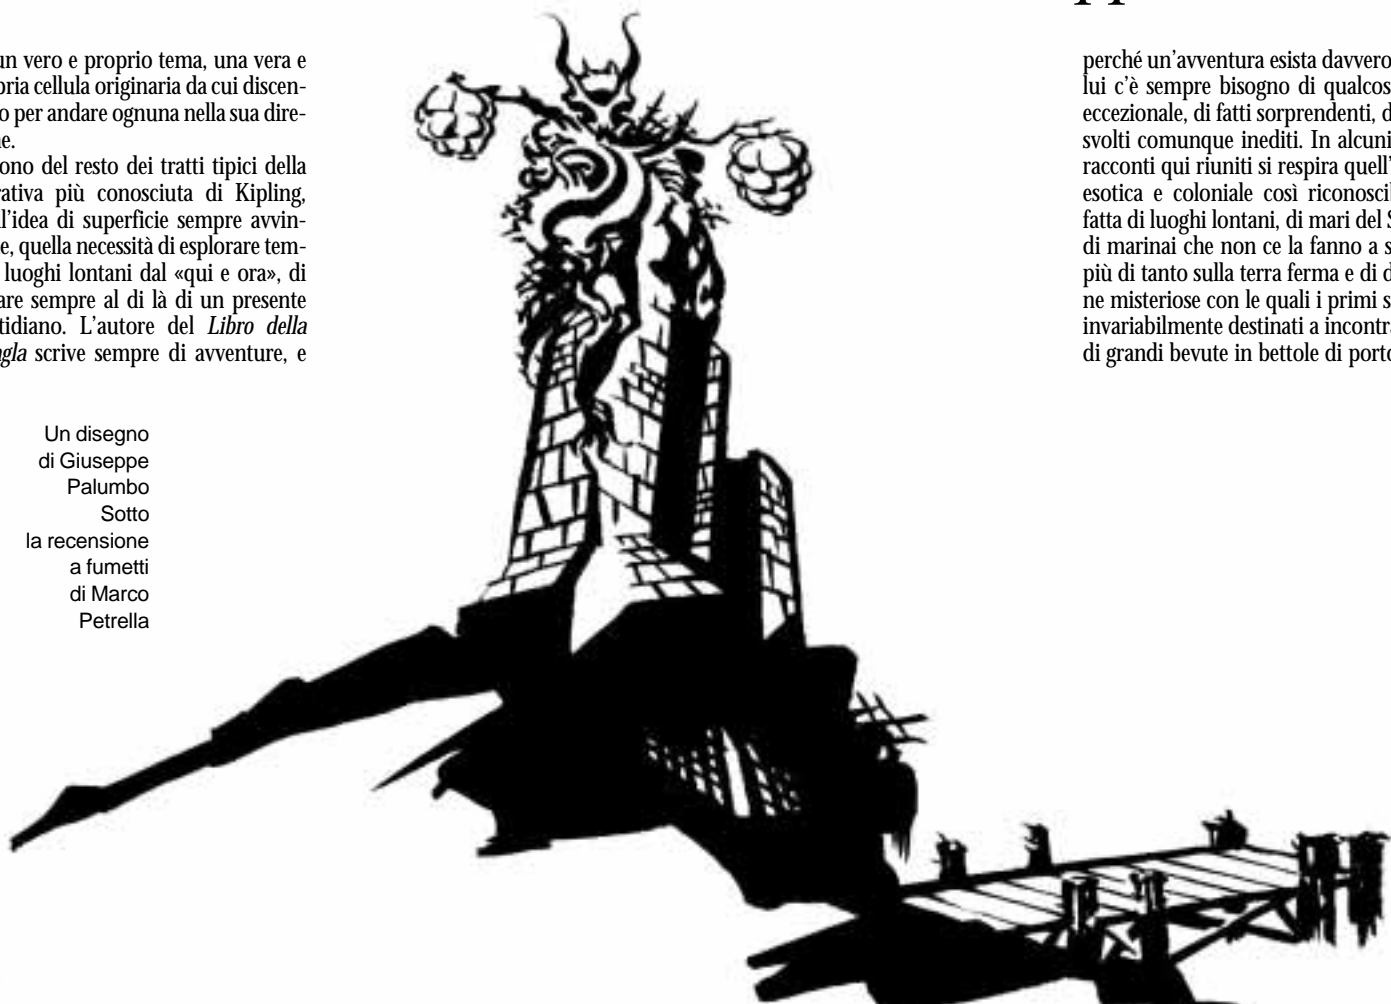 un vero e proprio tema, una vera e
pria cellula originaria da cui discen-
o per andare ognuna nella sua dire-
ne.
ono del resto dei tratti tipici della
rativa più conosciuta di Kipling,
ll'idea di superficie sempre avvin-
e, quella necessità di esplorare tem-
luoghi lontani dal «qui e ora», di
are sempre al di là di un presente
tidiano. L'autore del Libro della
gla scrive sempre di avventure, e
Un disegno
di Giuseppe
Palumbo
Sotto
la recensione
a fumetti
di Marco
Petrella
perché un'avventura esista davvero
lui c'è sempre bisogno di qualcos
eccezionale, di fatti sorprendenti, d
svolti comunque inediti. In alcuni
racconti qui riuniti si respira quell'
esotica e coloniale così riconoscil
fatta di luoghi lontani, di mari del S
di marinai che non ce la fanno a s
più di tanto sulla terra ferma e di d
ne misteriose con le quali i primi s
invariabilmente destinati a incontra
di grandi bevute in bettole di porto